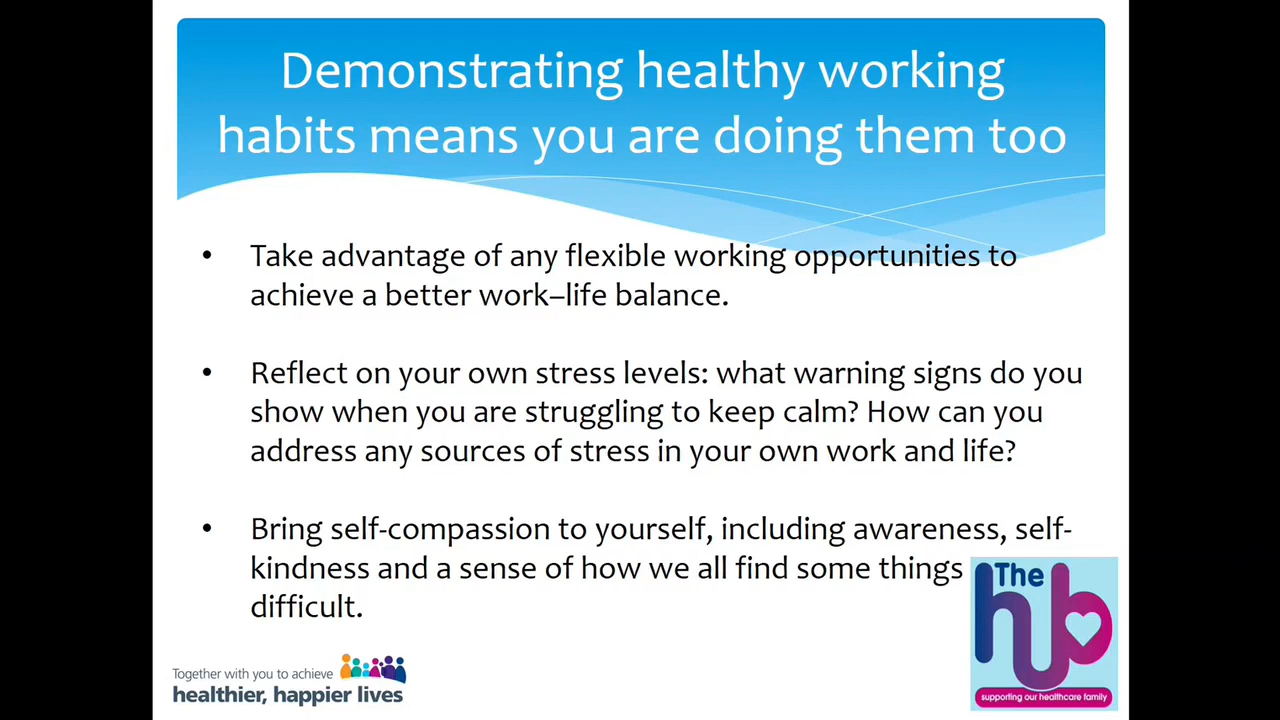 Demonstrating healthy working
habits means you are doing them too
• Take advantage of any flexible working opportunities to
achieve a better work–life balance.
• Reflect on your own stress levels: what warning signs do you
show when you are struggling to keep calm? How can you
address any sources of stress in your own work and life?
• Bring self-compassion to yourself, including awareness, self-
kindness and a sense of how we all find some things
difficult.
Together with you to achieve
healthier, happier lives
The
hub
supporting our healthcare family